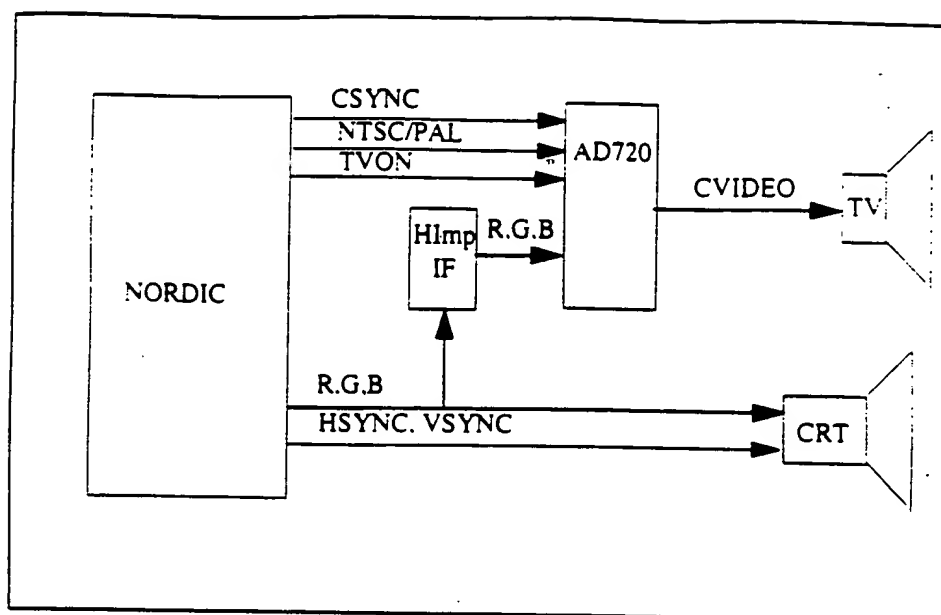 CSYNC
NTSC/PAL
TVON
AD720
CVIDEO
TV
HImp
IF
R.G.B
NORDIC
R.G.B
HSYNC. VSYNC
CRT